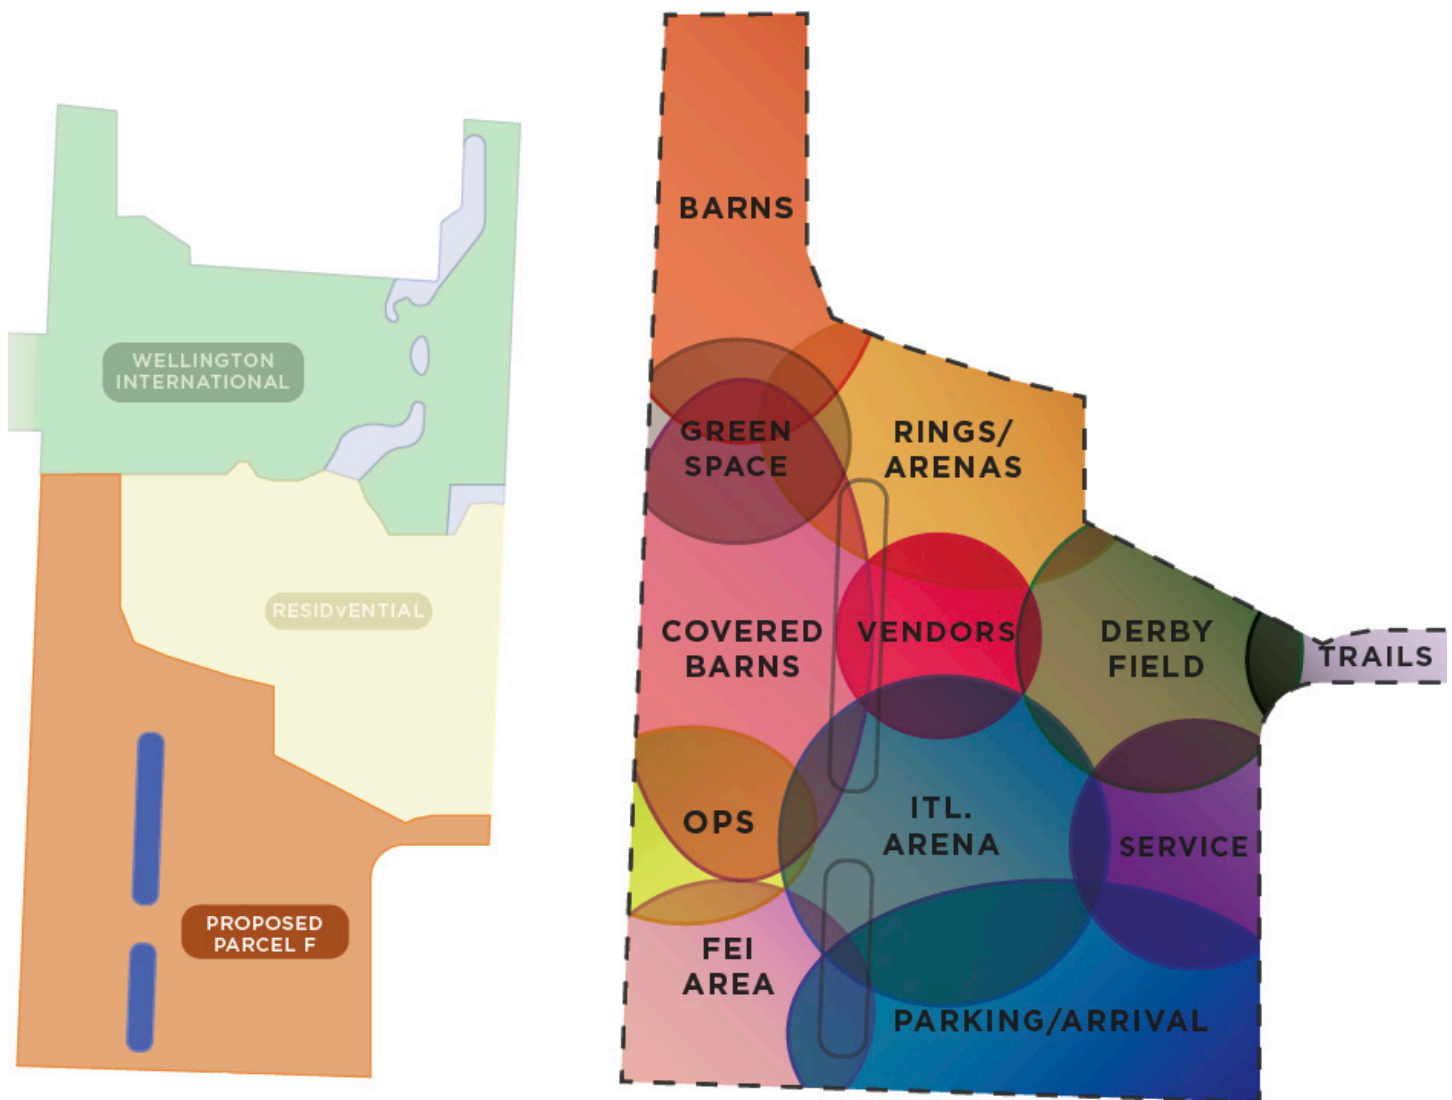 WELLINGTON
INTERNATIONAL
RESIDvENTIAL
PROPOSED
PARCEL F
BARNS
GREEN
SPACE
RINGS/
ARENAS
COVERED
BARNS
VENDORS
DERBY
FIELD
TRAILS
OPS
ITL.
ARENA
SERVICE
FEI
AREA
PARKING/ARRIVAL